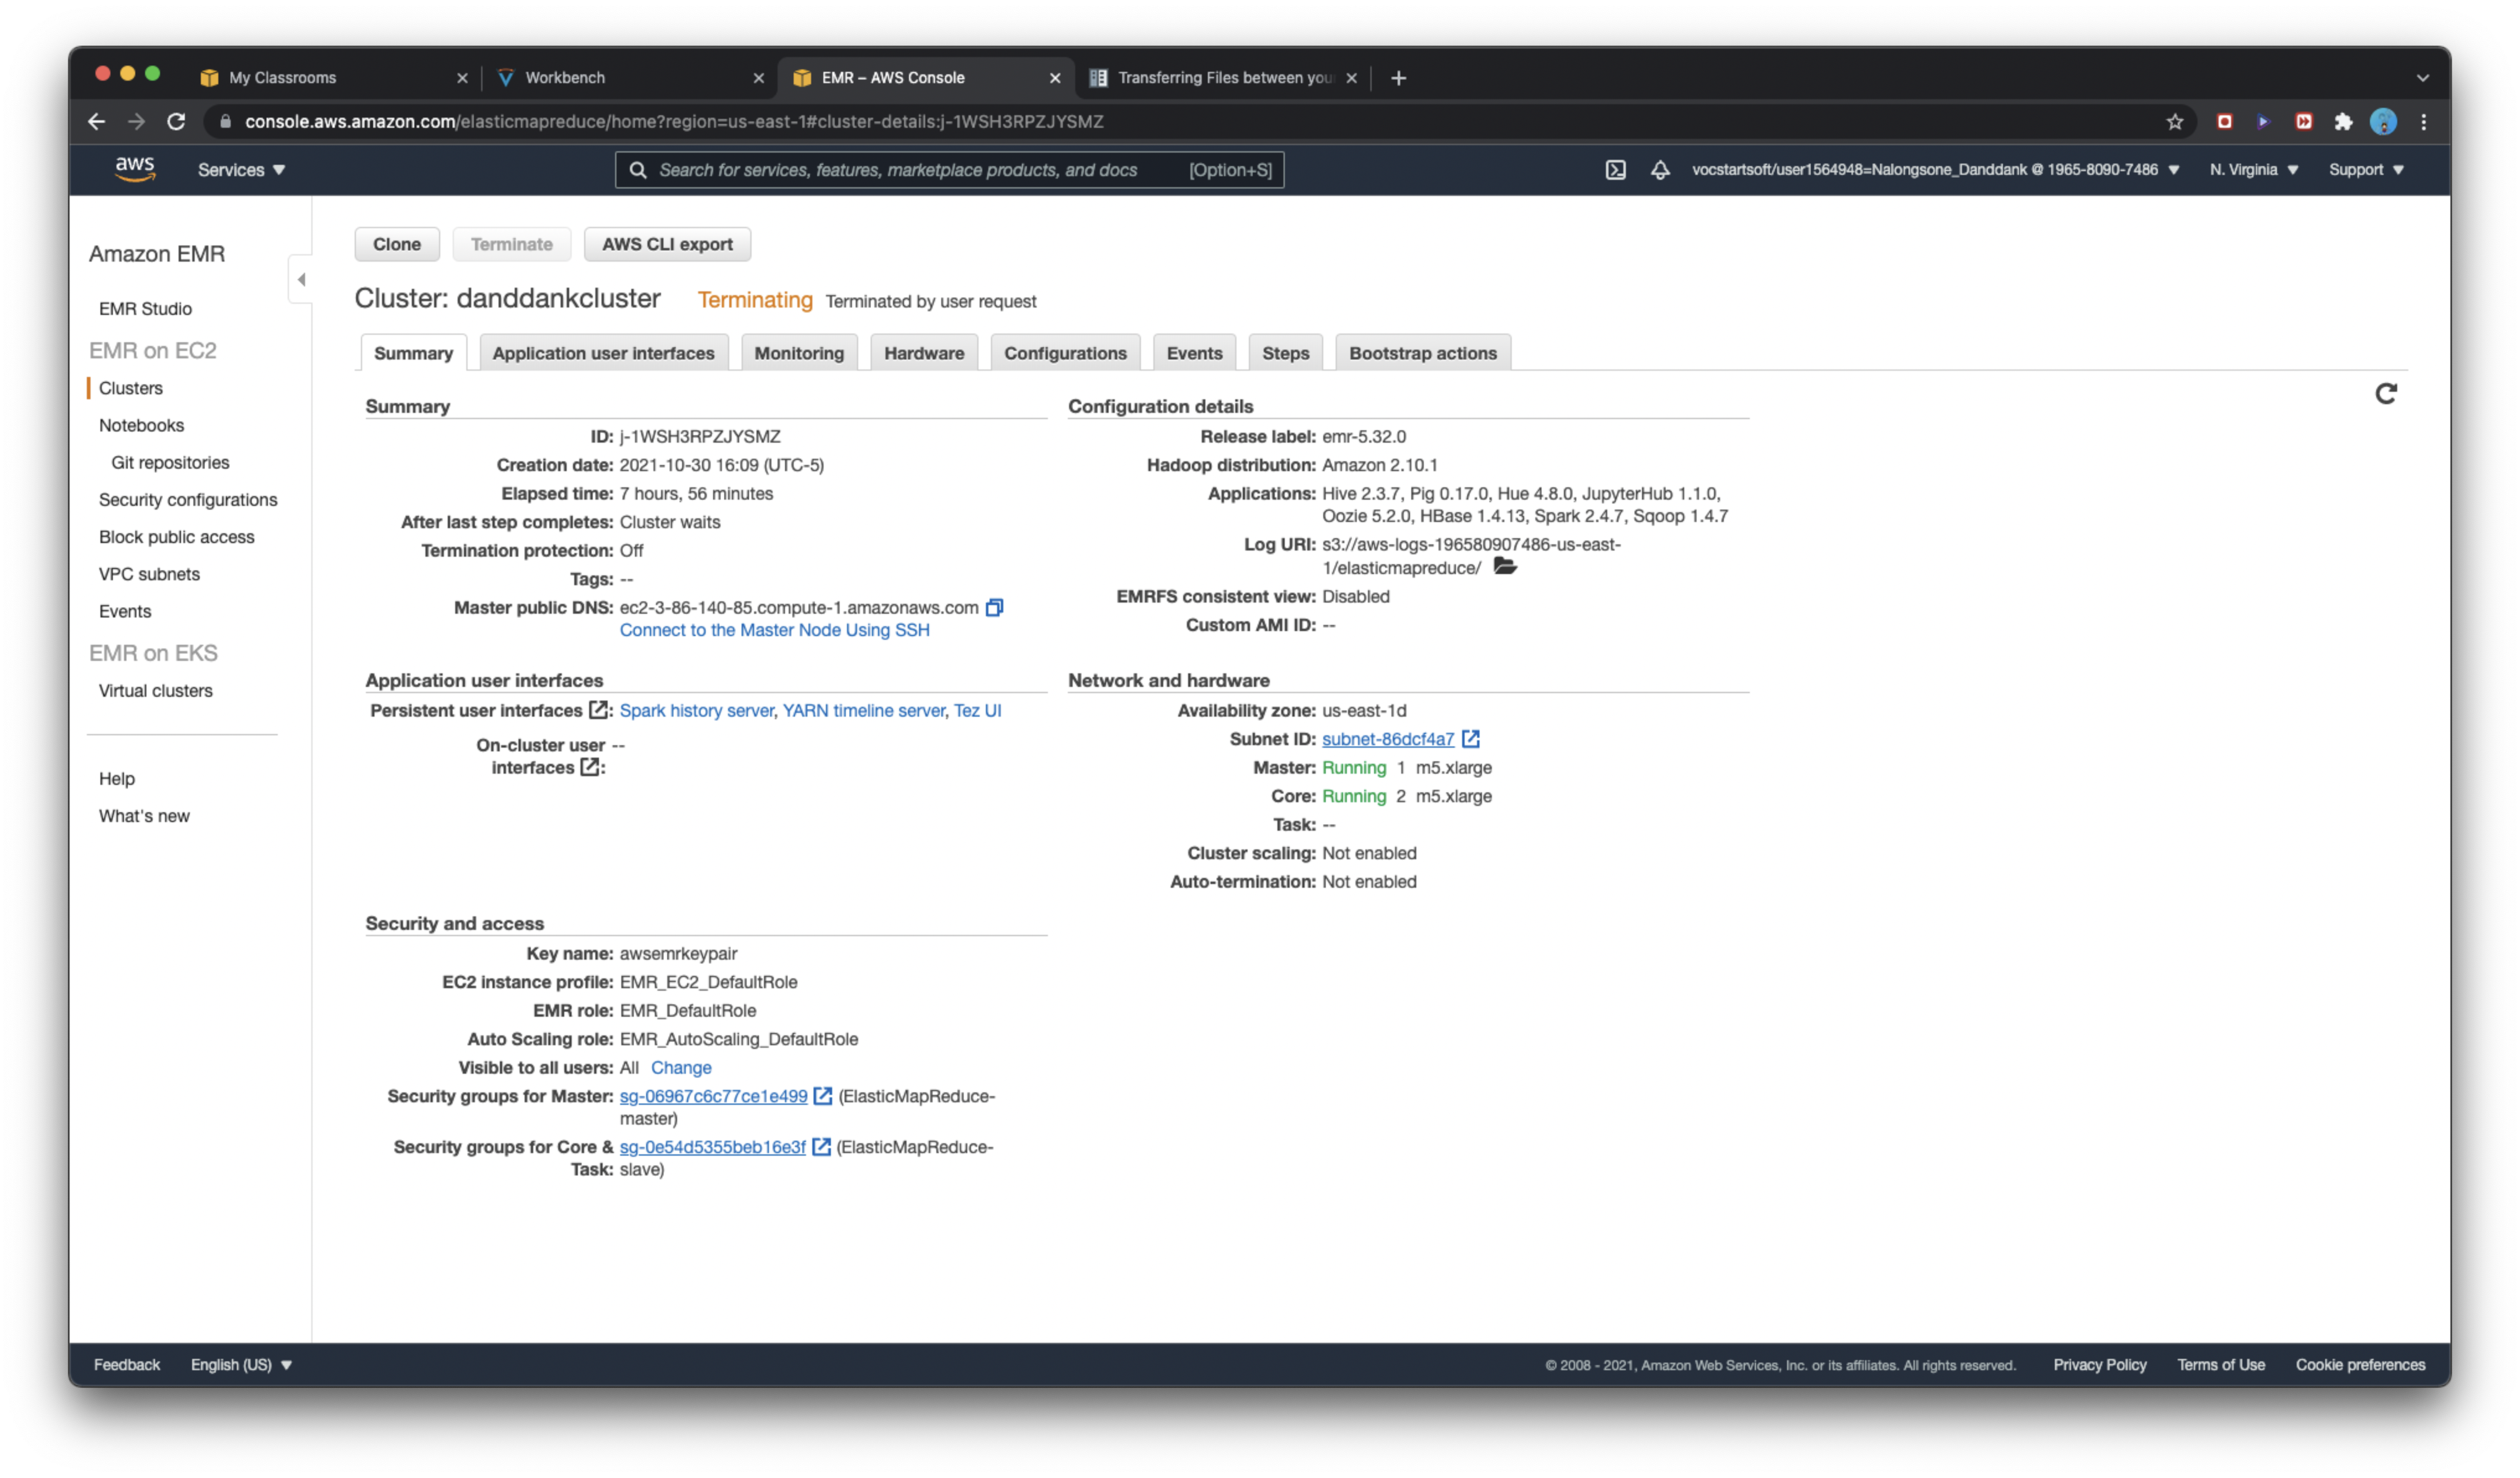 My Classrooms
Workbench
EMR – AWS Console
Transferring Files between you
console.aws.amazon.com/elasticmapreduce/home?region=us-east-1#cluster-details:j-1WSH3RPZJYSMZ
aws
Services
Search for services, features, marketplace products, and docs [Option+S]
vocstartsoft/user1564948=Nalongsone_Danddank @ 1965-8090-7486
N. Virginia
Support
Amazon EMR
EMR Studio
EMR on EC2
Clusters
Notebooks
Git repositories
Security configurations
Block public access
VPC subnets
Events
EMR on EKS
Virtual clusters
Help
What's new
Clone Terminate AWS CLI export
Cluster: danddankcluster Terminating Terminated by user request
Summary Application user interfaces Monitoring Hardware Configurations Events Steps Bootstrap actions
Summary
ID: j-1WSH3RPZJYSMZ
Creation date: 2021-10-30 16:09 (UTC-5)
Elapsed time: 7 hours, 56 minutes
After last step completes: Cluster waits
Termination protection: Off
Tags: --
Master public DNS: ec2-3-86-140-85.compute-1.amazonaws.com
Connect to the Master Node Using SSH
Configuration details
Release label: emr-5.32.0
Hadoop distribution: Amazon 2.10.1
Applications: Hive 2.3.7, Pig 0.17.0, Hue 4.8.0, JupyterHub 1.1.0,
Oozie 5.2.0, HBase 1.4.13, Spark 2.4.7, Sqoop 1.4.7
Log URI: s3://aws-logs-196580907486-us-east-
1/elasticmapreduce/
EMRFS consistent view: Disabled
Custom AMI ID: --
Application user interfaces
Persistent user interfaces : Spark history server, YARN timeline server, Tez UI
On-cluster user --
interfaces :
Network and hardware
Availability zone: us-east-1d
Subnet ID: subnet-86dcf4a7
Master: Running 1 m5.xlarge
Core: Running 2 m5.xlarge
Task: --
Cluster scaling: Not enabled
Auto-termination: Not enabled
Security and access
Key name: awsemrkeypair
EC2 instance profile: EMR_EC2_DefaultRole
EMR role: EMR_DefaultRole
Auto Scaling role: EMR_AutoScaling_DefaultRole
Visible to all users: All Change
Security groups for Master: sg-06967c6c77ce1e499 (ElasticMapReduce-
master)
Security groups for Core & sg-0e54d5355beb16e3f (ElasticMapReduce-
Task: slave)
Feedback English (US)
© 2008 - 2021, Amazon Web Services, Inc. or its affiliates. All rights reserved. Privacy Policy Terms of Use Cookie preferences